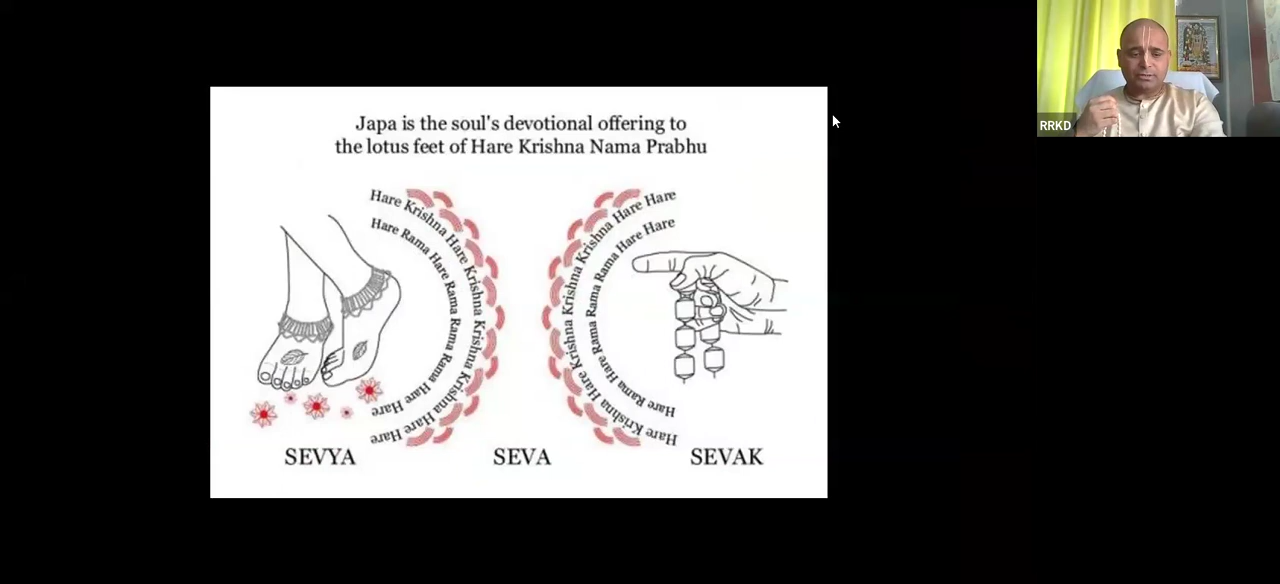 RRKD
Japa is the soul's devotional offering to
the lotus feet of Hare Krishna Nama Prabhu
Hare Krishna Hare Krishna Krishna Krishna Hare Hare
Hare Rama Hare Rama Rama Rama Hare Hare
Hare Krishna Hare Krishna Krishna Krishna Hare Hare
Hare Rama Hare Rama Rama Rama Hare Hare
SEVYA SEVA SEVAK